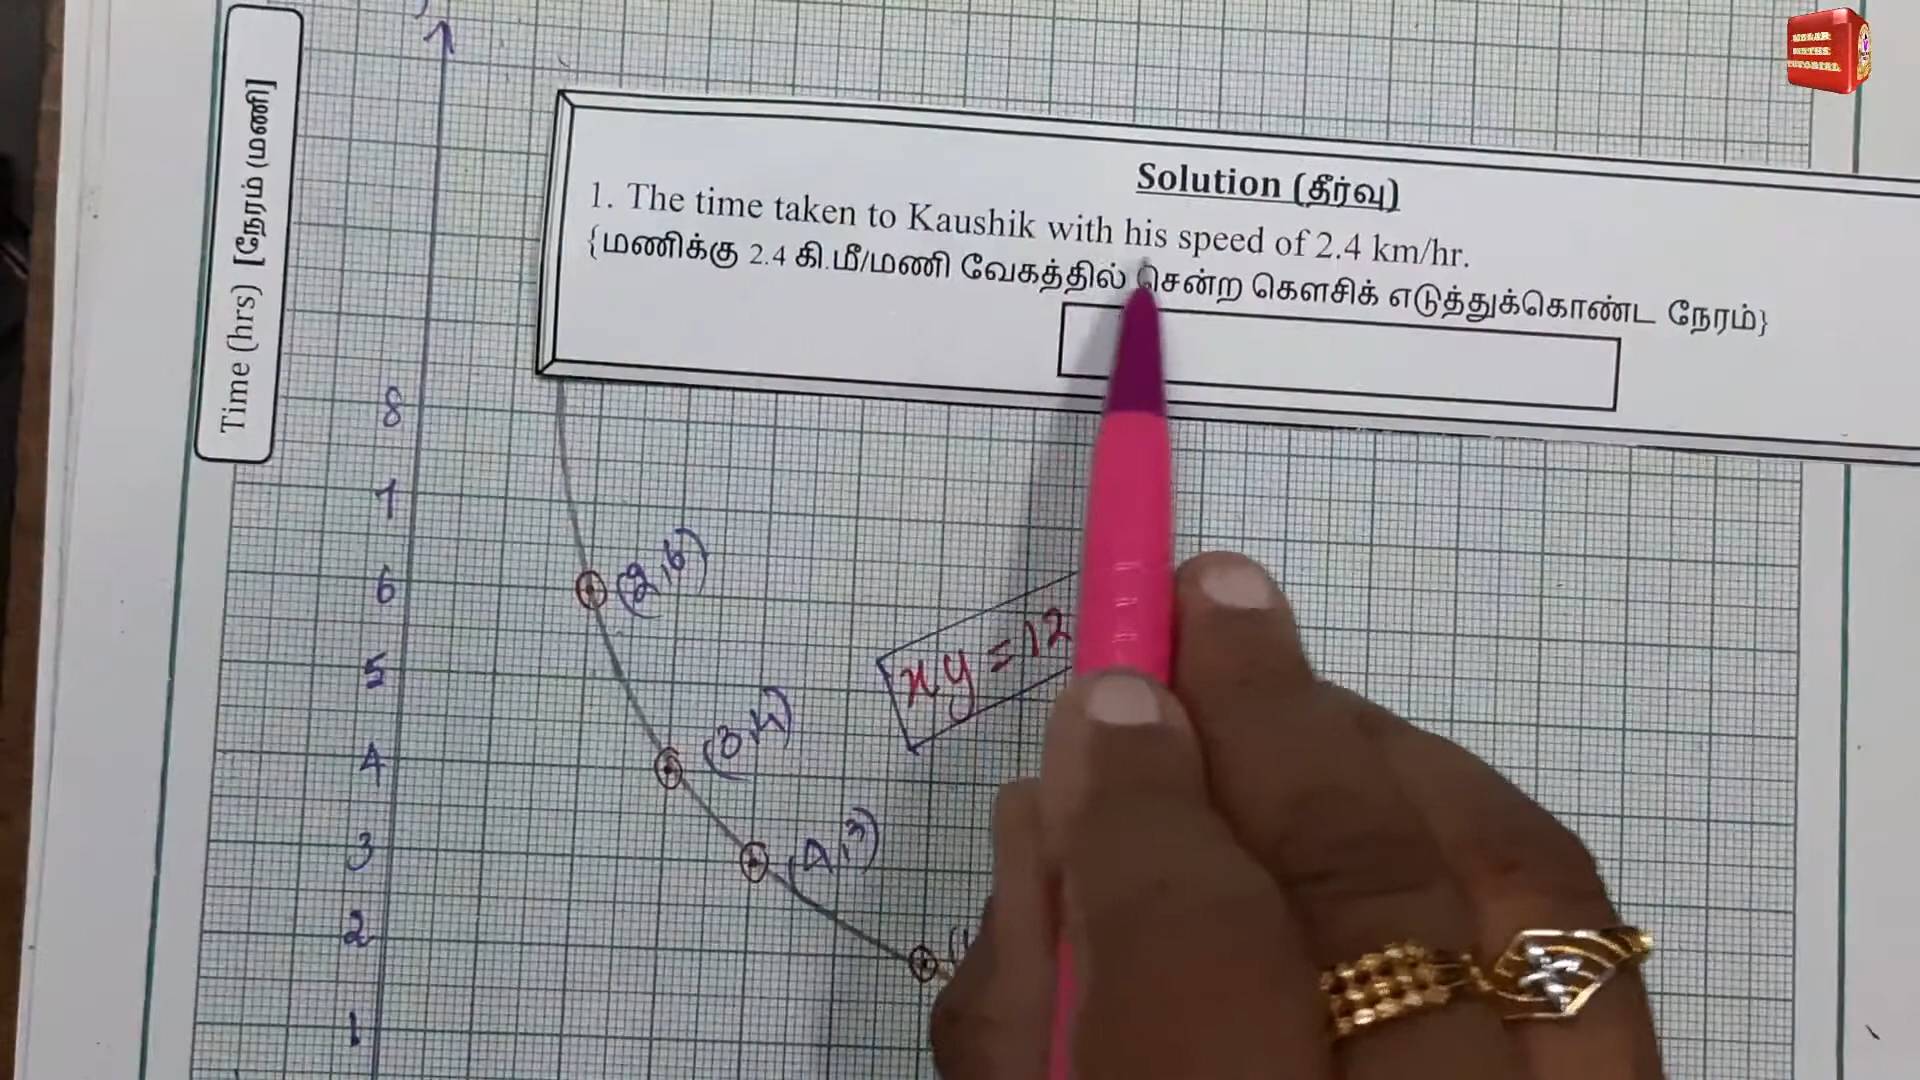 Time (hrs) [நேரம் (மணி]
Solution (தீர்வு)
1. The time taken to Kaushik with his speed of 2.4 km/hr.
{மணிக்கு 2.4 கி.மீ/மணி வேகத்தில் சென்ற கௌசிக் எடுத்துக்கொண்ட நேரம்}
8
7
6
(2,6)
5
xy = 12
4
(3,4)
3
(4,3)
2
1
MATHS
TUTORIAL